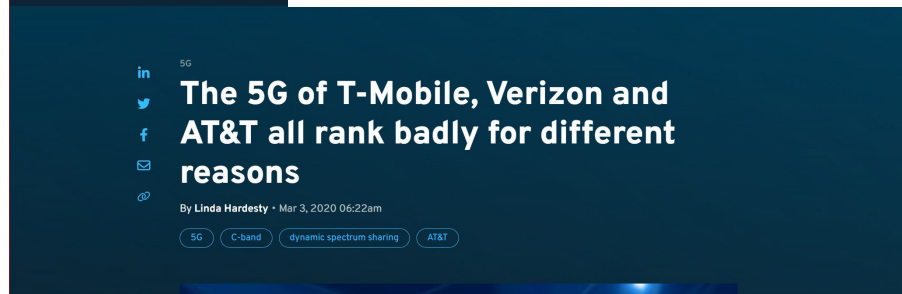 5G
The 5G of T-Mobile, Verizon and
AT&T all rank badly for different
reasons
By Linda Hardesty • Mar 3, 2020 06:22am
5G C-band dynamic spectrum sharing AT&T